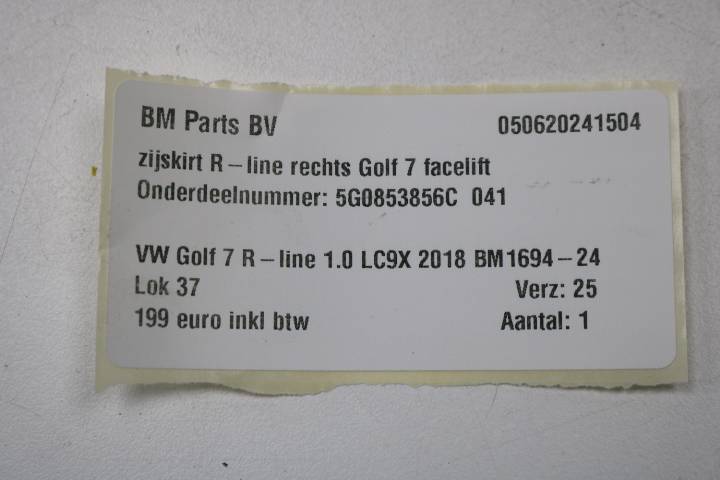 BM Parts BV 050620241504
zijskirt R-line rechts Golf 7 facelift
Onderdeelnummer: 5G0853856C 041
VW Golf 7 R-line 1.0 LC9X 2018 BM1694-24
Lok 37 Verz: 25
199 euro inkl btw Aantal: 1